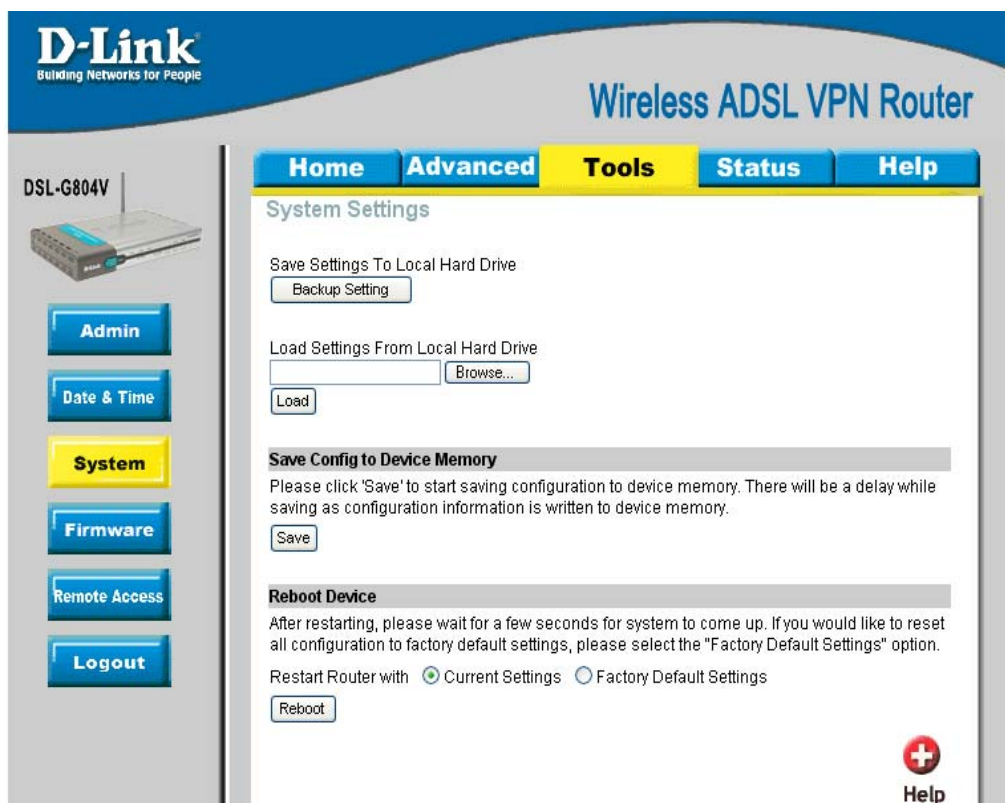 D-Link
Building Networks for People
Wireless ADSL VPN Router
DSL-G804V
Home
Advanced
Tools
Status
Help
Admin
Date & Time
System
Firmware
Remote Access
Logout
System Settings
Save Settings To Local Hard Drive
Backup Setting
Load Settings From Local Hard Drive
Browse...
Load
Save Config to Device Memory
Please click 'Save' to start saving configuration to device memory. There will be a delay while
saving as configuration information is written to device memory.
Save
Reboot Device
After restarting, please wait for a few seconds for system to come up. If you would like to reset
all configuration to factory default settings, please select the "Factory Default Settings" option.
Restart Router with Current Settings Factory Default Settings
Reboot
Help